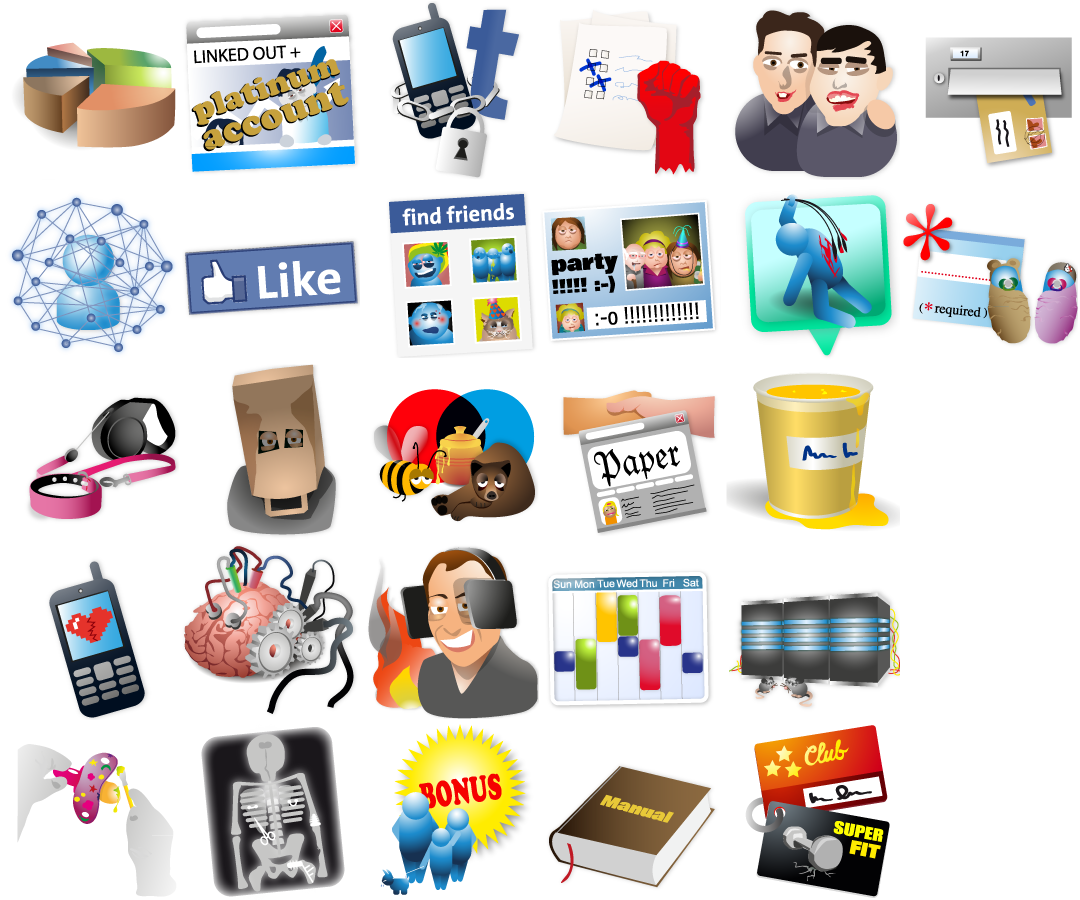 LINKED OUT +
platinum
account
17
Like
find friends
party
!!!!! :-)
:-o !!!!!!!!!!!!!
(*required)
Paper
Sun Mon Tue Wed Thu Fri Sat
BONUS
Manual
Club
SUPER
FIT